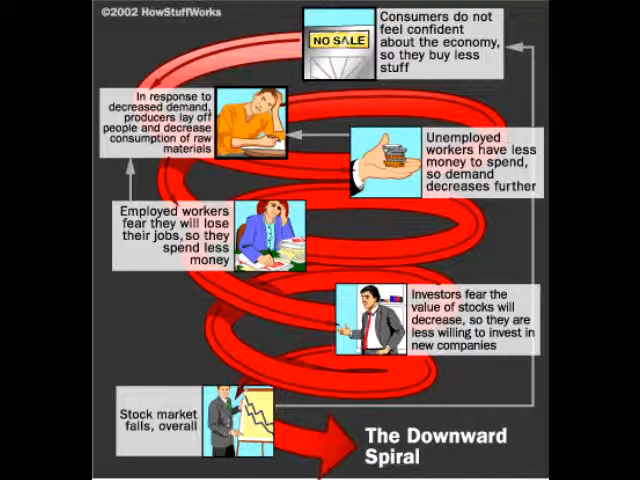 ©2002 HowStuffWorks
NO SALE
Consumers do not
feel confident
about the economy,
so they buy less
stuff
In response to
decreased demand,
producers lay off
people and decrease
consumption of raw
materials
Unemployed
workers have less
money to spend,
so demand
decreases further
Employed workers
fear they will lose
their jobs, so they
spend less
money
Investors fear the
value of stocks will
decrease, so they are
less willing to invest in
new companies
Stock market
falls, overall
The Downward
Spiral